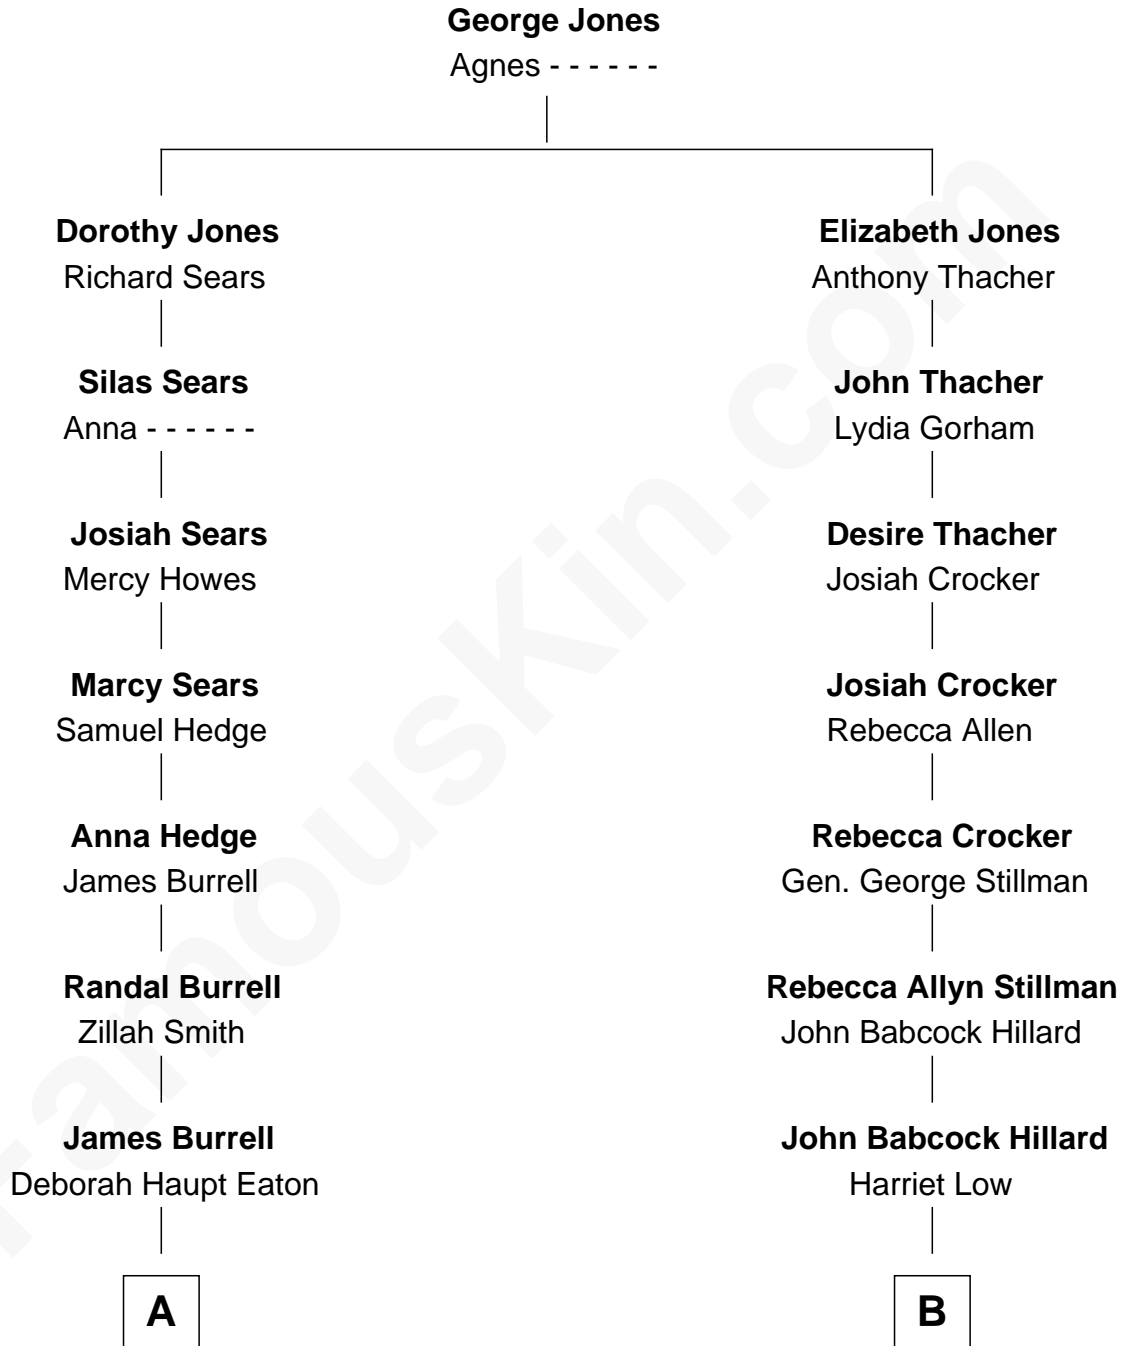 George Jones
Agnes - - - - - -
Dorothy Jones
Richard Sears
Elizabeth Jones
Anthony Thacher
Silas Sears
Anna - - - - - -
John Thacher
Lydia Gorham
Josiah Sears
Mercy Howes
Desire Thacher
Josiah Crocker
Marcy Sears
Samuel Hedge
Josiah Crocker
Rebecca Allen
Anna Hedge
James Burrell
Rebecca Crocker
Gen. George Stillman
Randal Burrell
Zillah Smith
Rebecca Allyn Stillman
John Babcock Hillard
James Burrell
Deborah Haupt Eaton
John Babcock Hillard
Harriet Low
A
B
FamousKin.com